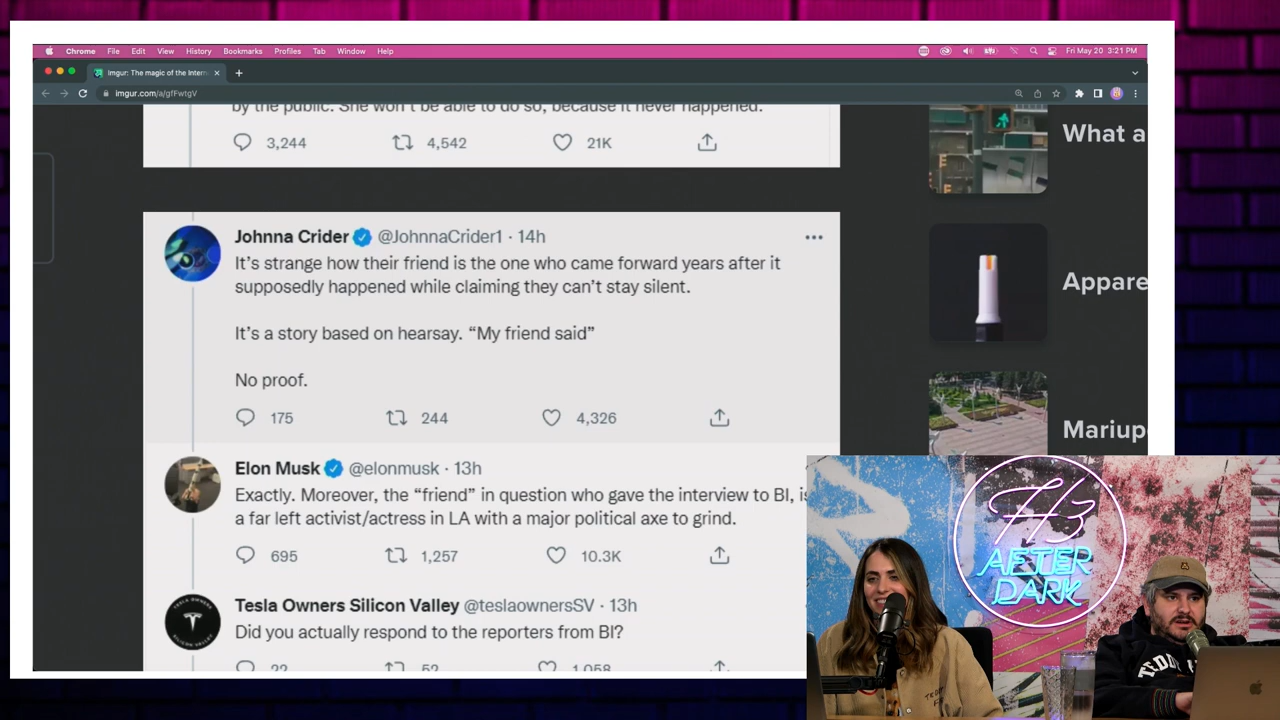 Chrome File Edit View History Bookmarks Profiles Tab Window Help Fri May 20 3:21 PM
Imgur: The magic of the Intern
imgur.com/a/gfFwtgV
by the public. She won't be able to do so, because it never happened.
3,244 4,542 21K
What a
Johnna Crider @JohnnaCrider1 · 14h
It's strange how their friend is the one who came forward years after it
supposedly happened while claiming they can't stay silent.
Appare
It's a story based on hearsay. “My friend said”
No proof.
175 244 4,326
Mariup
Elon Musk @elonmusk · 13h
Exactly. Moreover, the “friend” in question who gave the interview to BI, is
a far left activist/actress in LA with a major political axe to grind.
695 1,257 10.3K
Tesla Owners Silicon Valley @teslaownersSV · 13h
Did you actually respond to the reporters from BI?
22 52 1,058
H3
AFTER
DARK
TEDDY